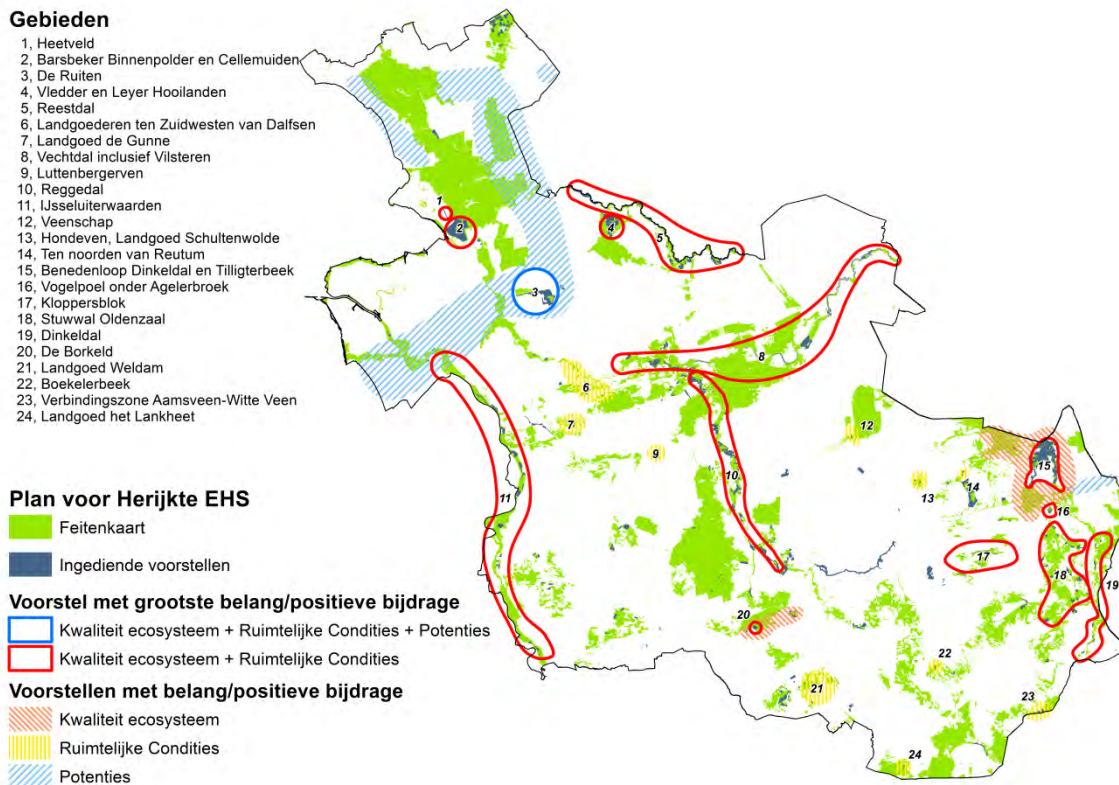 Gebieden
1, Heetveld
2, Barsbeker Binnenpolder en Cellemuiden
3, De Ruiten
4, Vledder en Leyer Hooilanden
5, Reestdal
6, Landgoederen ten Zuidwesten van Dalfsen
7, Landgoed de Gunne
8, Vechtdal inclusief Vilsteren
9, Luttenbergerven
10, Reggedal
11, IJsseluiterwaarden
12, Veenschap
13, Hondeven, Landgoed Schultenwolde
14, Ten noorden van Reutum
15, Benedenloop Dinkeldal en Tilligterbeek
16, Vogelpoel onder Agelerbroek
17, Kloppersblok
18, Stuwwal Oldenzaal
19, Dinkeldal
20, De Borkeld
21, Landgoed Weldam
22, Boekelerbeek
23, Verbindingszone Aamsveen-Witte Veen
24, Landgoed het Lankheet
Plan voor Herijkte EHS
Feitenkaart
Ingediende voorstellen
Voorstel met grootste belang/positieve bijdrage
Kwaliteit ecosysteem + Ruimtelijke Condities + Potenties
Kwaliteit ecosysteem + Ruimtelijke Condities
Voorstellen met belang/positieve bijdrage
Kwaliteit ecosysteem
Ruimtelijke Condities
Potenties
1
2
4
5
3
8
6
7
12
9
15
10
14
13
11
16
17
18
19
20
22
21
23
24